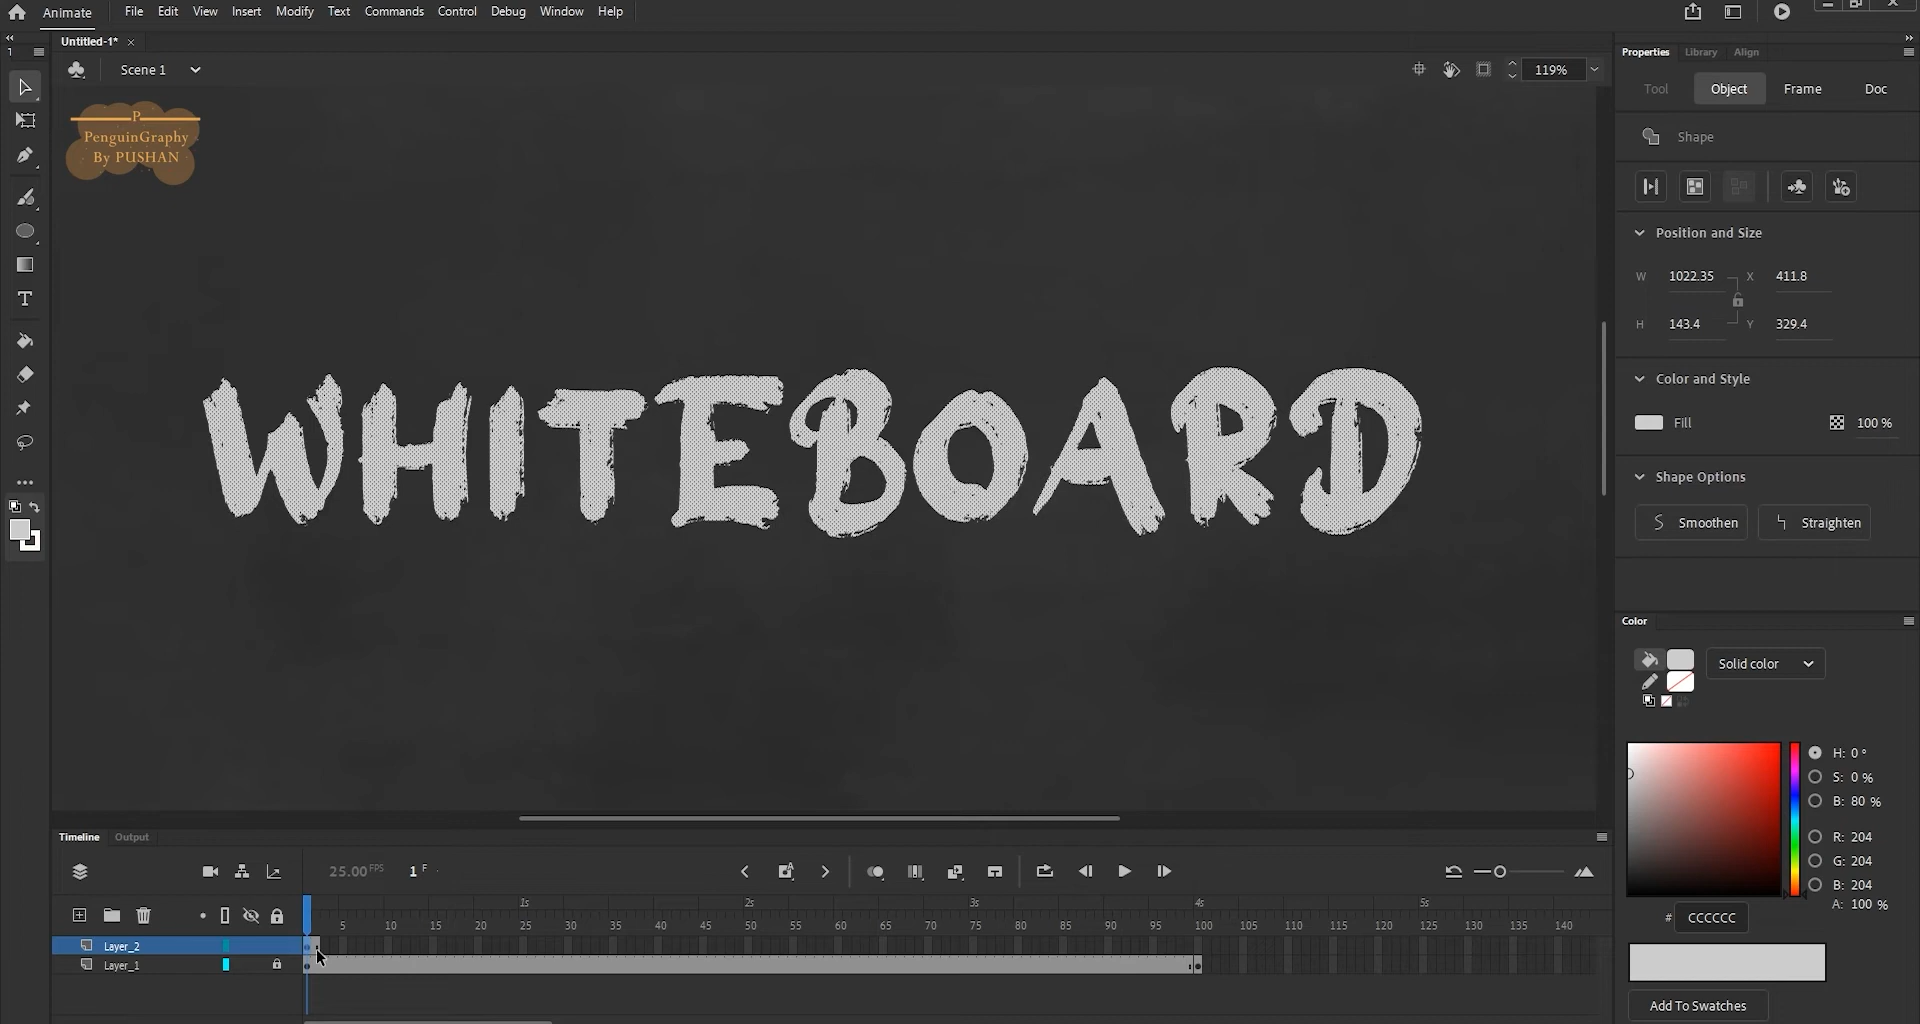 Animate File Edit View Insert Modify Text Commands Control Debug Window Help
Untitled-1*
Scene 1
119%
P
PenguinGraphy
By PUSHAN
WHITEBOARD
Properties Library Align
Tool Object Frame Doc
Shape
Position and Size
W 1022.35 X 411.8
H 143.4 Y 329.4
Color and Style
Fill 100 %
Shape Options
Smoothen Straighten
Color
Solid color
H: 0 °
S: 0 %
B: 80 %
R: 204
G: 204
B: 204
A: 100 %
# CCCCCC
Add To Swatches
Timeline Output
25.00 FPS 1 F
1s 2s 3s 4s 5s
5 10 15 20 25 30 35 40 45 50 55 60 65 70 75 80 85 90 95 100 105 110 115 120 125 130 135 140
Layer_2
Layer_1